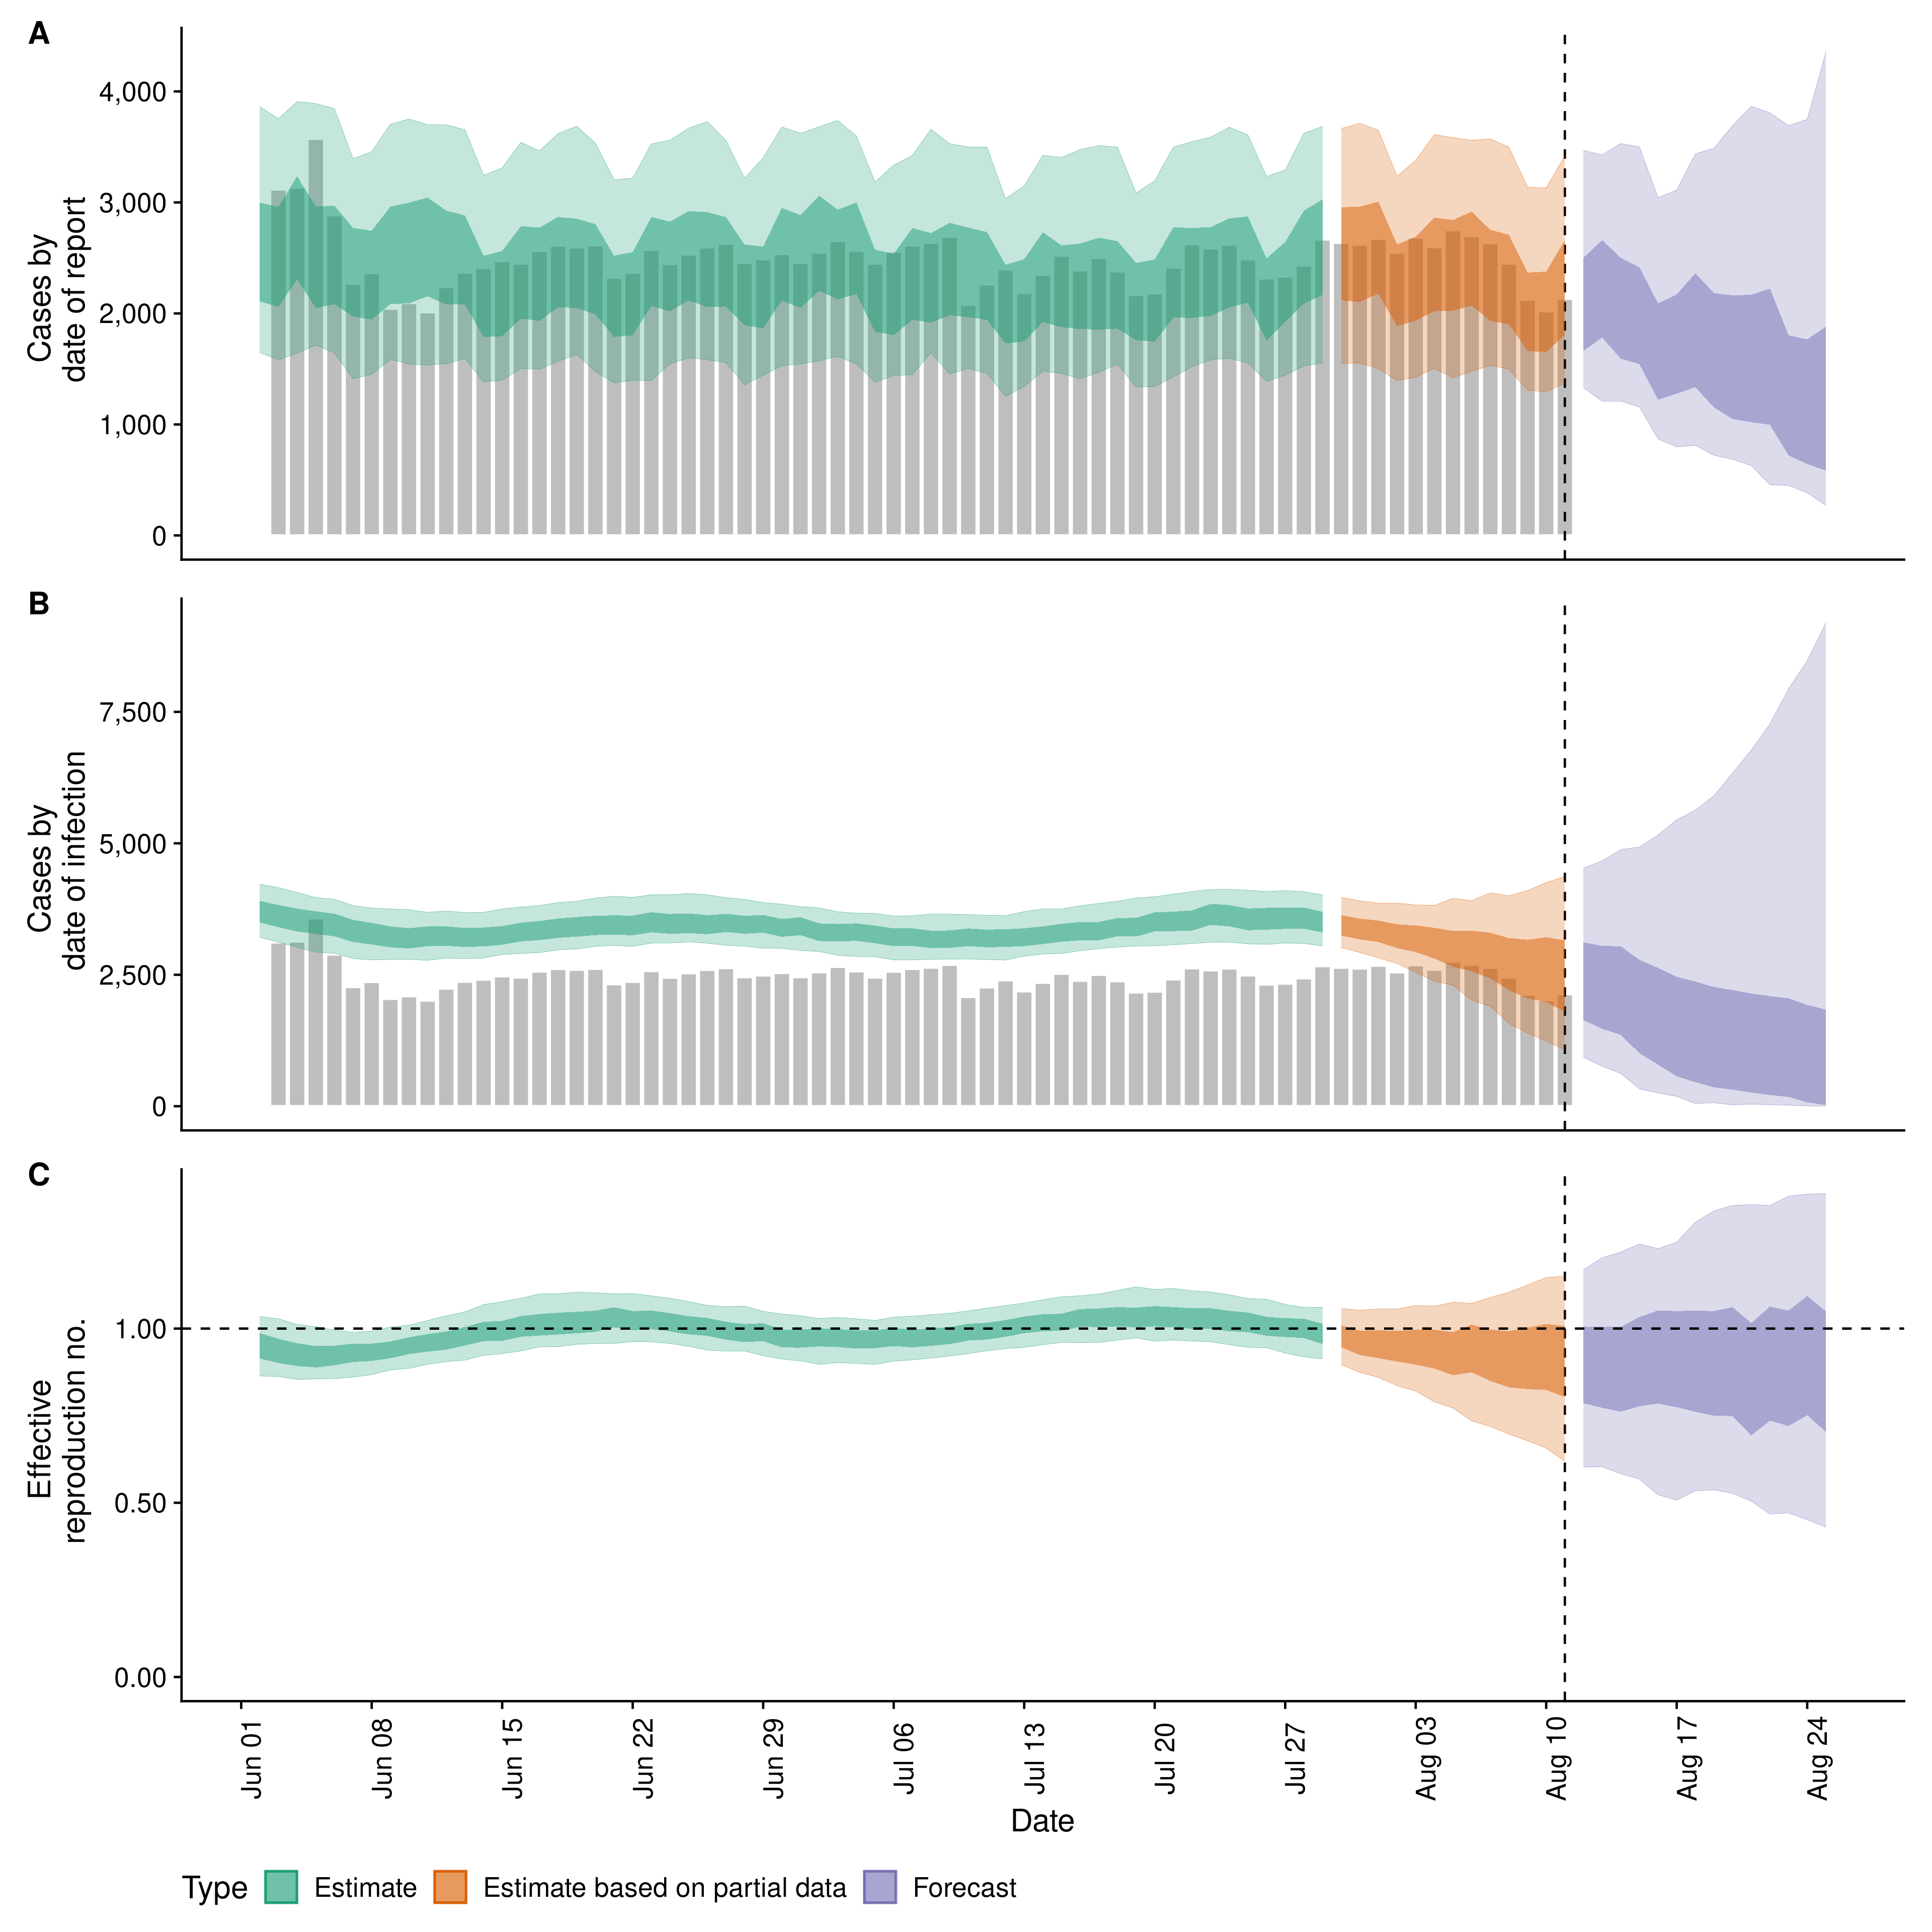 A
Cases by
date of report
4,000
3,000
2,000
1,000
0
B
Cases by
date of infection
7,500
5,000
2,500
0
C
Effective
reproduction no.
1.00
0.50
0.00
Jun 01
Jun 08
Jun 15
Jun 22
Jun 29
Jul 06
Jul 13
Jul 20
Jul 27
Aug 03
Aug 10
Aug 17
Aug 24
Date
Type Estimate Estimate based on partial data Forecast